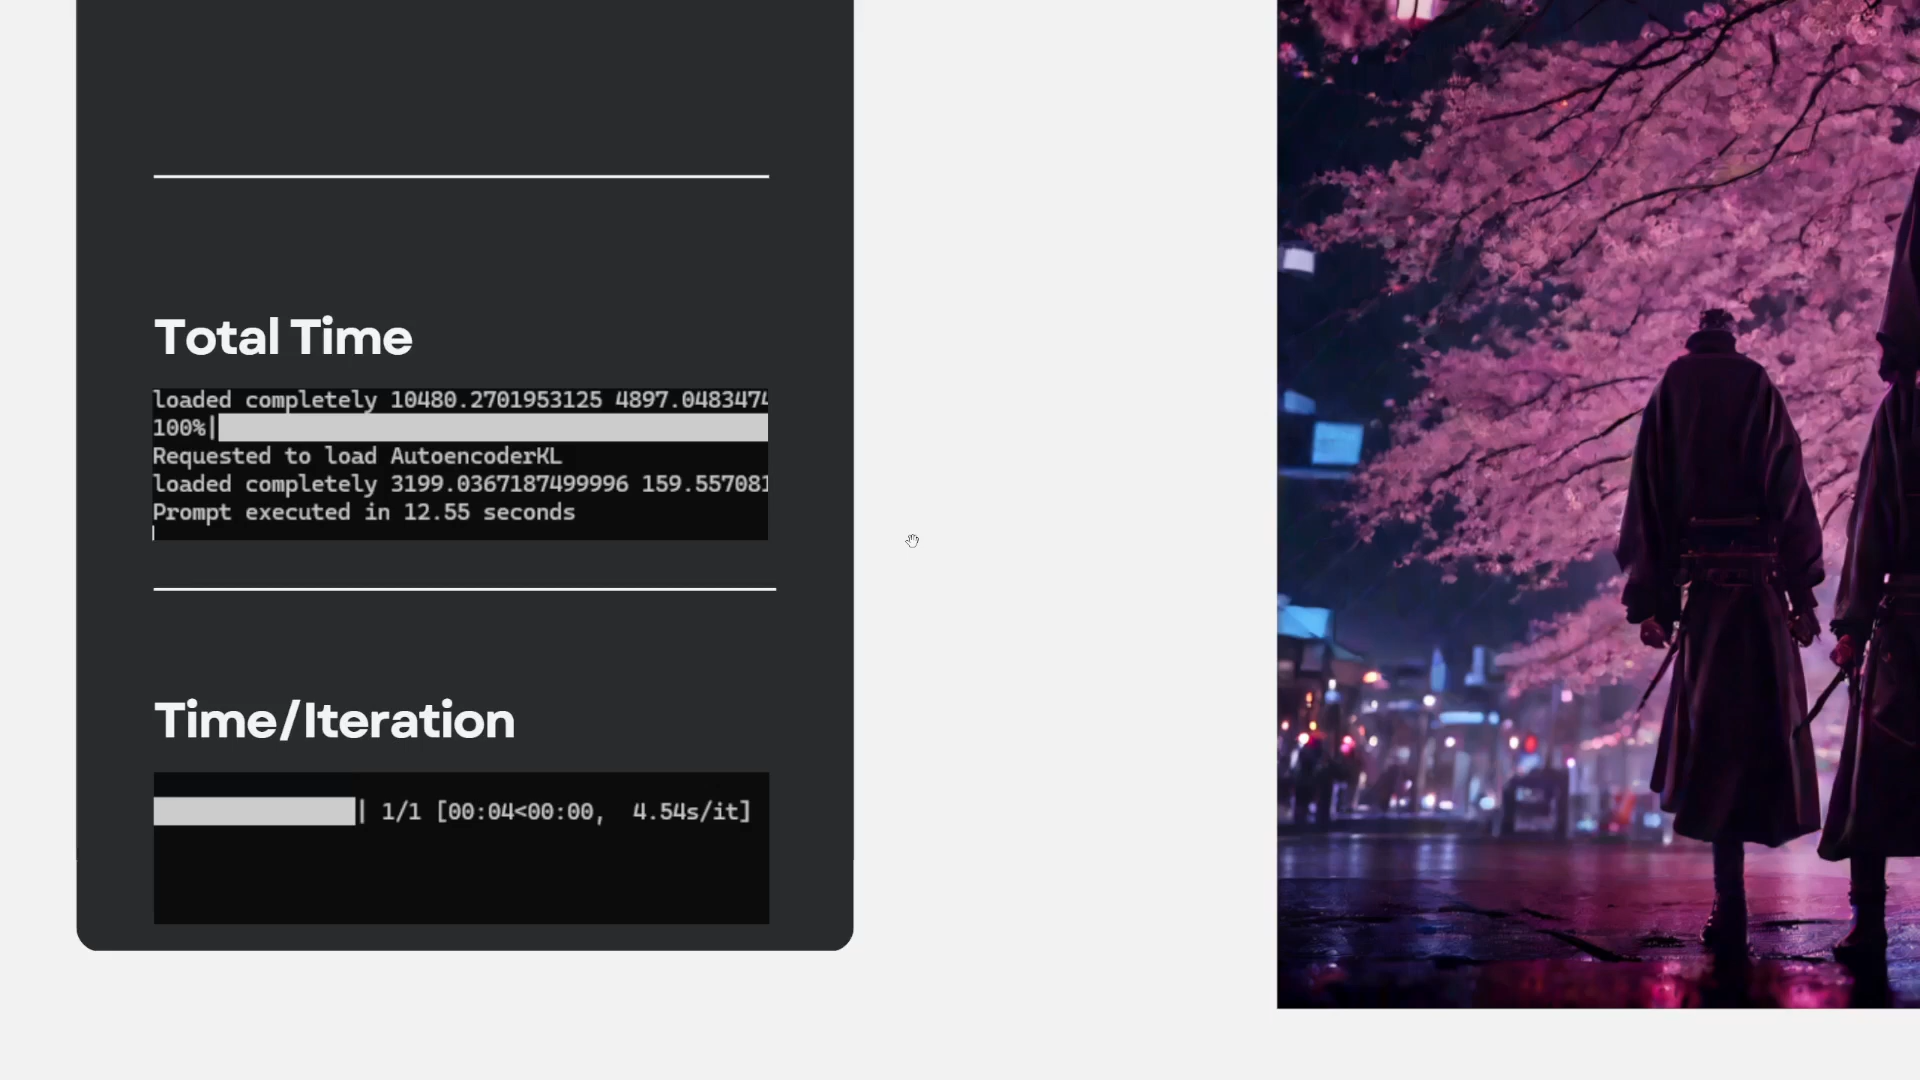 Total Time
loaded completely 10480.2701953125 4897.0483474
100%|
Requested to load AutoencoderKL
loaded completely 3199.0367187499996 159.557081
Prompt executed in 12.55 seconds
Time/Iteration
| 1/1 [00:04<00:00, 4.54s/it]